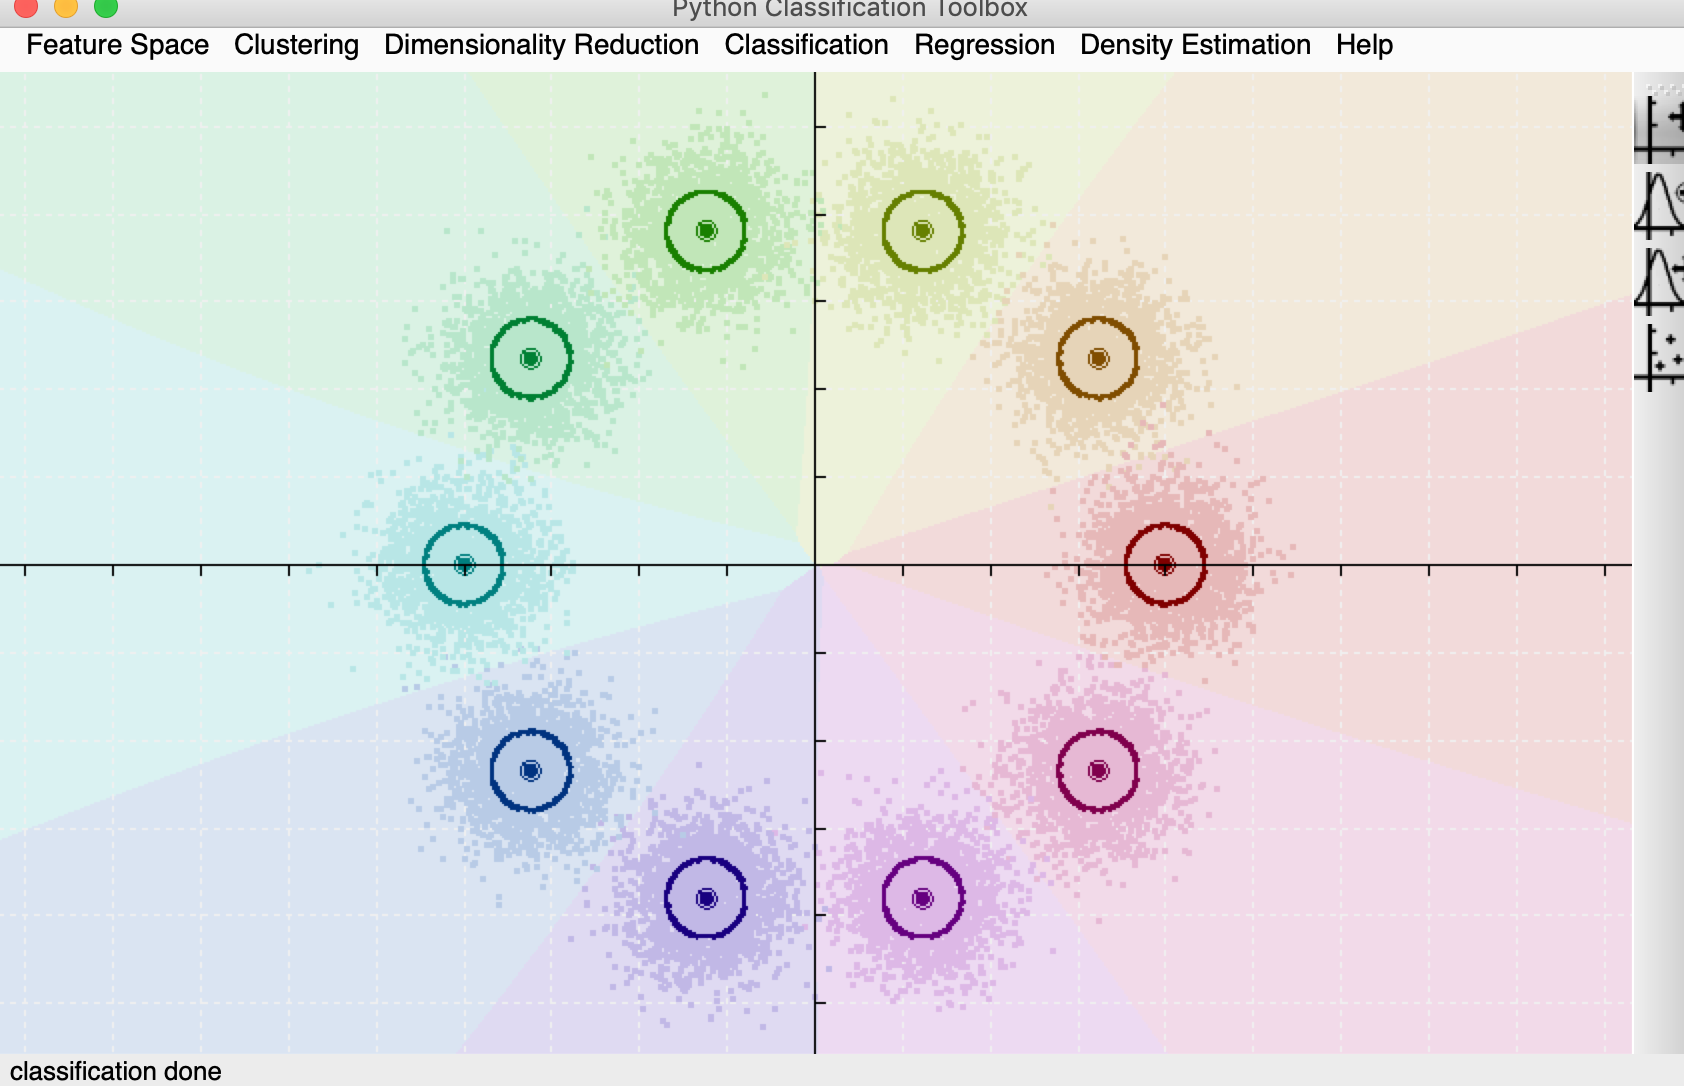 Python Classification Toolbox
Feature Space Clustering Dimensionality Reduction Classification Regression Density Estimation Help
classification done